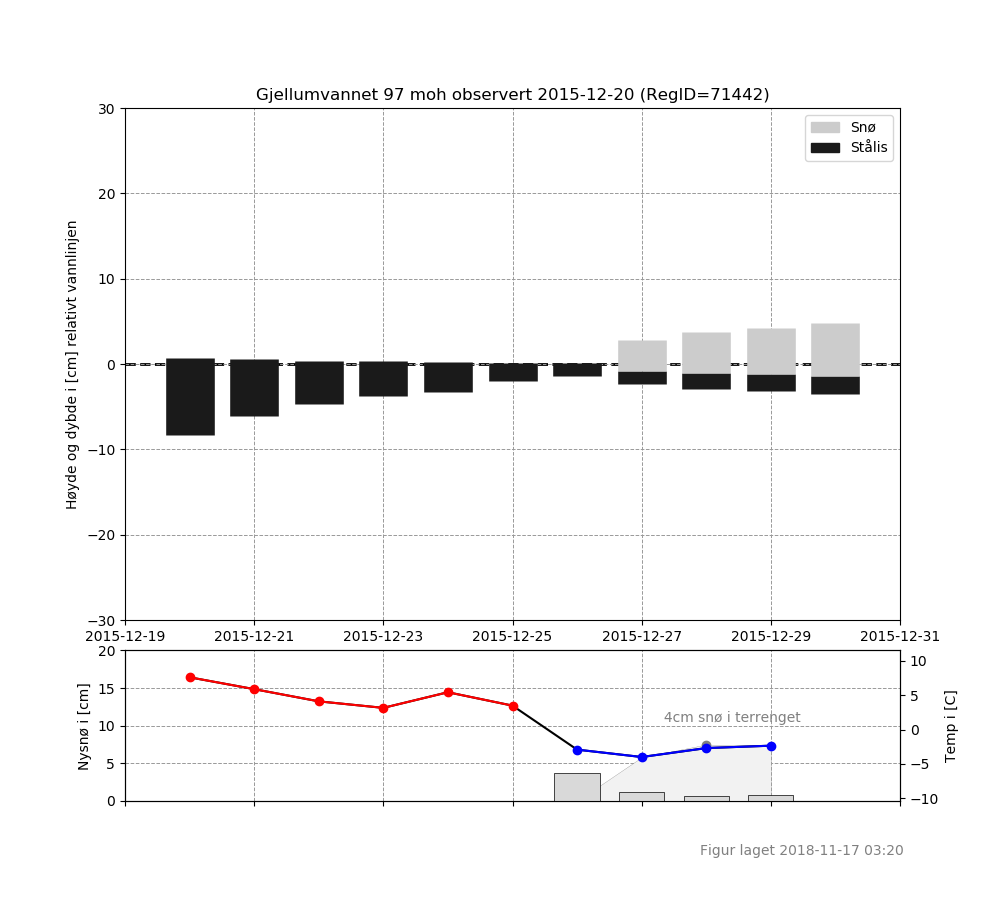 Gjellumvannet 97 moh observert 2015-12-20 (RegID=71442)
Høyde og dybde i [cm] relativt vannlinjen
30
20
10
0
−10
−20
−30
Snø
Stålis
2015-12-19 2015-12-21 2015-12-23 2015-12-25 2015-12-27 2015-12-29 2015-12-31
Nysnø i [cm]
20
15
10
5
0
4cm snø i terrenget
10
5
0
−5
−10
Temp i [C]
Figur laget 2018-11-17 03:20